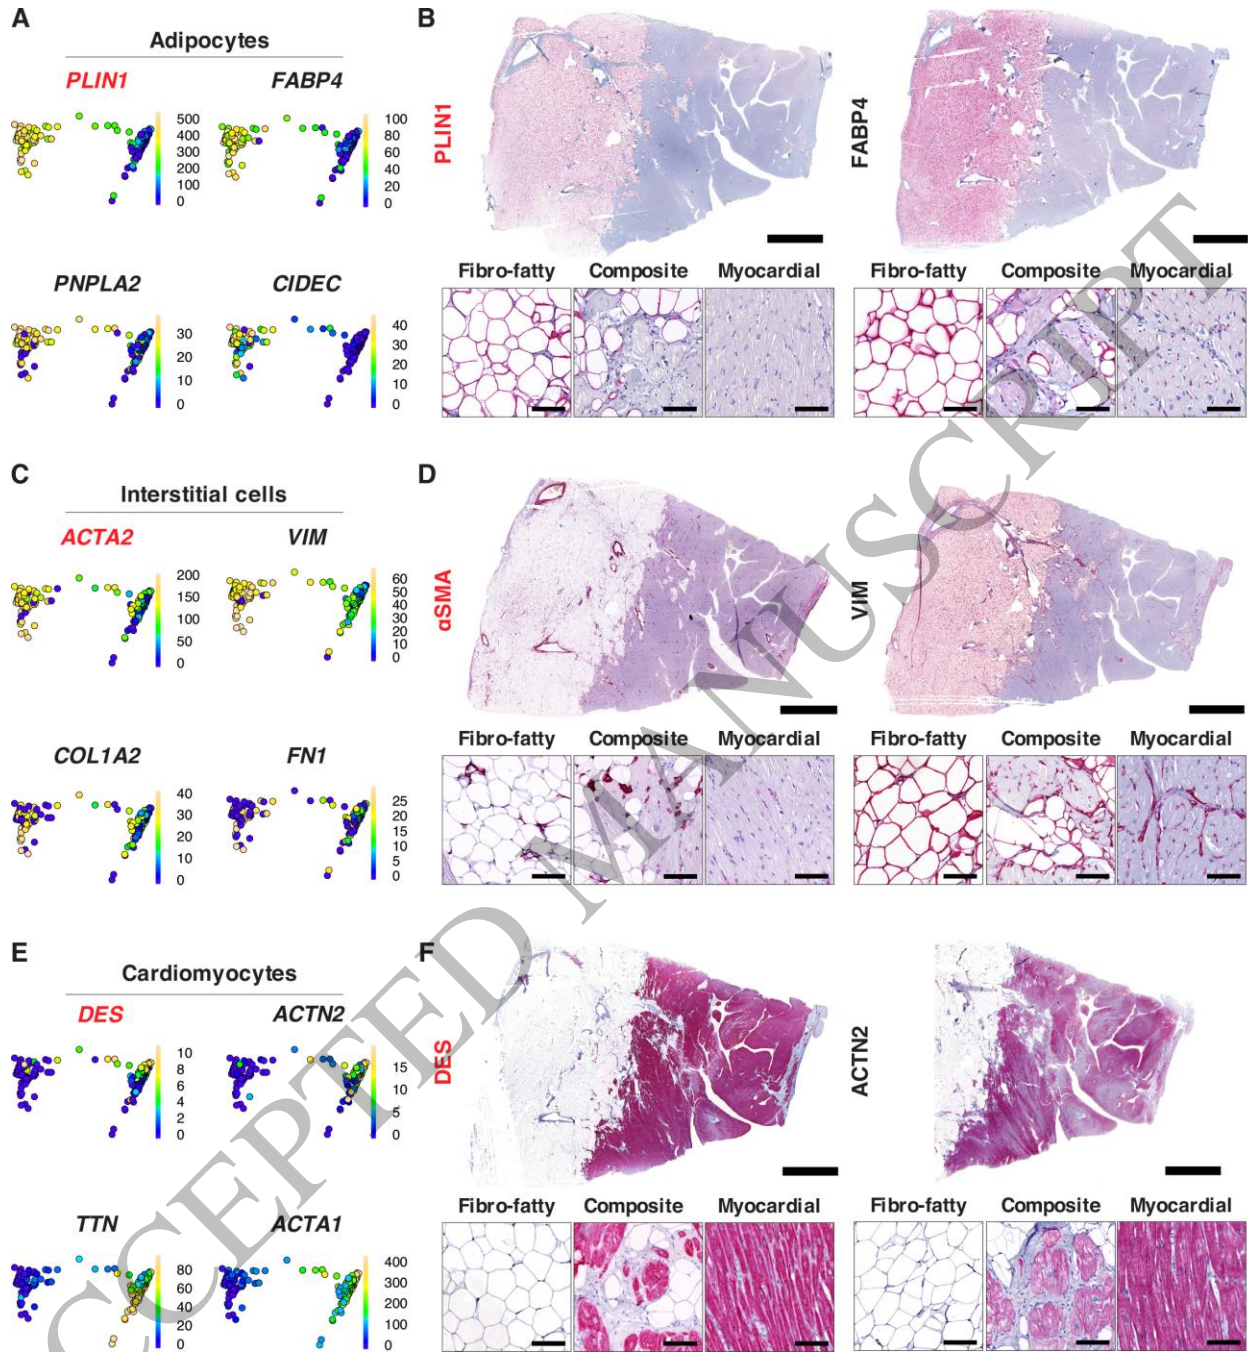 A
Adipocytes
PLIN1 FABP4
500
400
300
200
100
0
100
80
60
40
20
0
PNPLA2 CIDEC
30
20
10
0
40
30
20
10
0
B
PLIN1
FABP4
Fibro-fatty Composite Myocardial
Fibro-fatty Composite Myocardial
C
Interstitial cells
ACTA2 VIM
200
150
100
50
0
60
50
40
30
20
10
0
COL1A2 FN1
40
30
20
10
0
25
20
15
10
5
0
D
αSMA
VIM
Fibro-fatty Composite Myocardial
Fibro-fatty Composite Myocardial
E
Cardiomyocytes
DES ACTN2
10
8
6
4
2
0
15
10
5
0
TTN ACTA1
80
60
40
20
0
400
300
200
100
0
F
DES
ACTN2
Fibro-fatty Composite Myocardial
Fibro-fatty Composite Myocardial
CCEPTED MANUSCRIPT